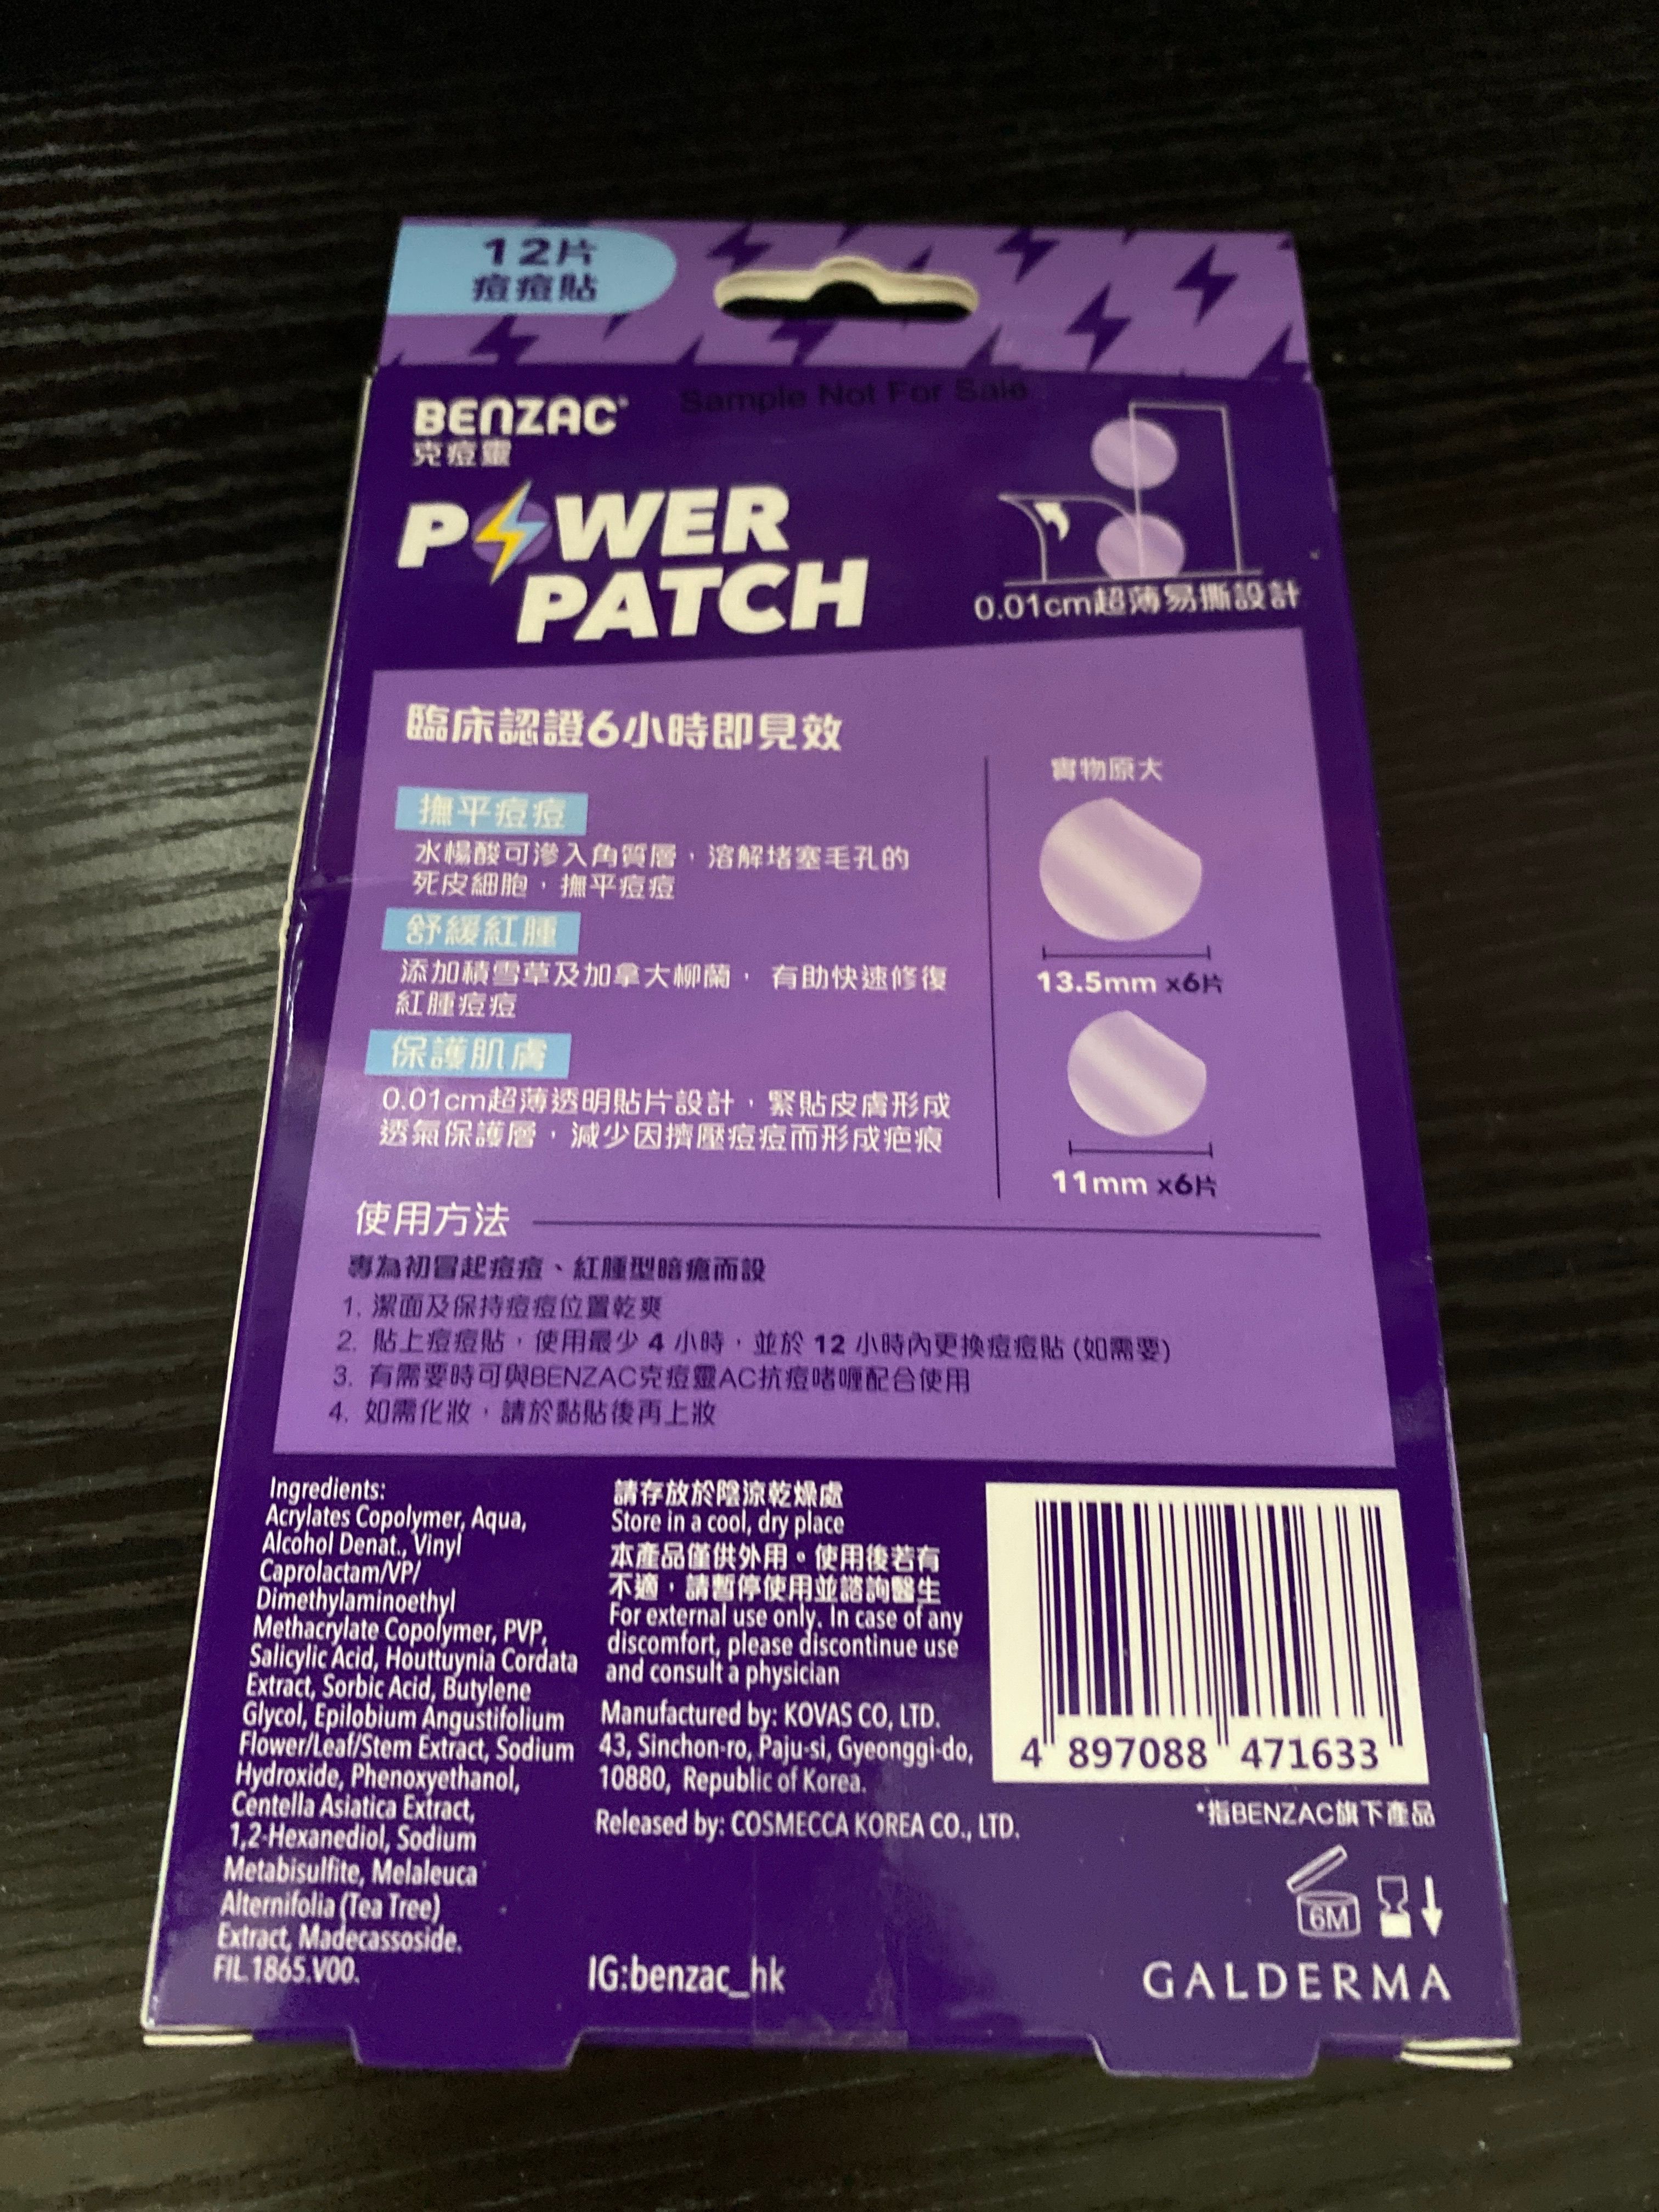 12片
痘痘貼
Sample Not For Sale
BENZAC®
克痘靈
POWER
PATCH
0.01cm超薄易撕設計
臨床認證6小時即見效
撫平痘痘
水楊酸可滲入角質層，溶解堵塞毛孔的
死皮細胞，撫平痘痘
舒緩紅腫
添加積雪草及加拿大柳蘭， 有助快速修復
紅腫痘痘
保護肌膚
0.01cm超薄透明貼片設計，緊貼皮膚形成
透氣保護層，減少因擠壓痘痘而形成疤痕
實物原大
13.5mm x6片
11mm x6片
使用方法
專為初冒起痘痘、紅腫型暗瘡而設
1. 潔面及保持痘痘位置乾爽
2. 貼上痘痘貼，使用最少 4 小時，並於 12 小時內更換痘痘貼 (如需要)
3. 有需要時可與BENZAC克痘靈AC抗痘啫喱配合使用
4. 如需化妝，請於黏貼後再上妝
Ingredients:
Acrylates Copolymer, Aqua,
Alcohol Denat., Vinyl
Caprolactam/VP/
Dimethylaminoethyl
Methacrylate Copolymer, PVP,
Salicylic Acid, Houttuynia Cordata
Extract, Sorbic Acid, Butylene
Glycol, Epilobium Angustifolium
Flower/Leaf/Stem Extract, Sodium
Hydroxide, Phenoxyethanol,
Centella Asiatica Extract,
1,2-Hexanediol, Sodium
Metabisulfite, Melaleuca
Alternifolia (Tea Tree)
Extract, Madecassoside.
FIL.1865.V00.
請存放於陰涼乾燥處
Store in a cool, dry place
本產品僅供外用。使用後若有
不適，請暫停使用並諮詢醫生
For external use only. In case of any
discomfort, please discontinue use
and consult a physician
Manufactured by: KOVAS CO, LTD.
43, Sinchon-ro, Paju-si, Gyeonggi-do,
10880, Republic of Korea.
Released by: COSMECCA KOREA CO., LTD.
IG:benzac_hk
4 897088 471633
*指BENZAC旗下產品
6M
GALDERMA